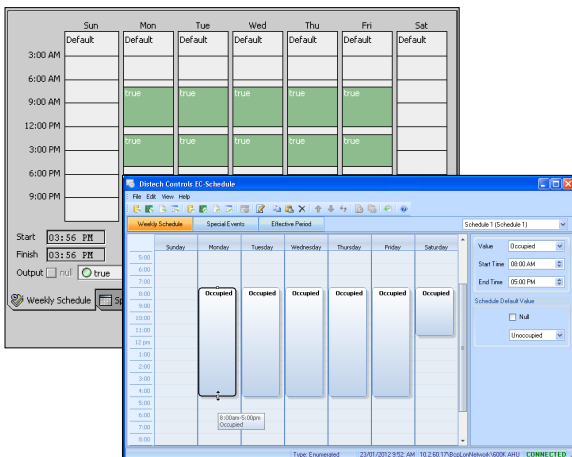 Sun Mon Tue Wed Thu Fri Sat
Default Default Default Default Default Default Default
3:00 AM
6:00 AM
9:00 AM
true true true true true
12:00 PM
3:00 PM
true true true true true
6:00 PM
9:00 PM
Start 03:56 PM
Finish 03:56 PM
Output null true
Weekly Schedule Sp
Distech Controls EC-Schedule
File Edit View Help
Weekly Schedule Special Events Effective Period Schedule 1 (Schedule 1)
Sunday Monday Tuesday Wednesday Thursday Friday Saturday
5:00
6:00
7:00
8:00
9:00
10:00
11:00
12 pm
1:00
2:00
3:00
4:00
5:00
6:00
7:00
8:00
Occupied Occupied Occupied Occupied Occupied Occupied
8:00am-5:00pm
Occupied
Value Occupied
Start Time 08:00 AM
End Time 05:00 PM
Schedule Default Value
Null
Unoccupied
Type: Enumerated 23/01/2012 9:52 AM 10.2.60.17\BcpLonNetwork\600K AHU CONNECTED